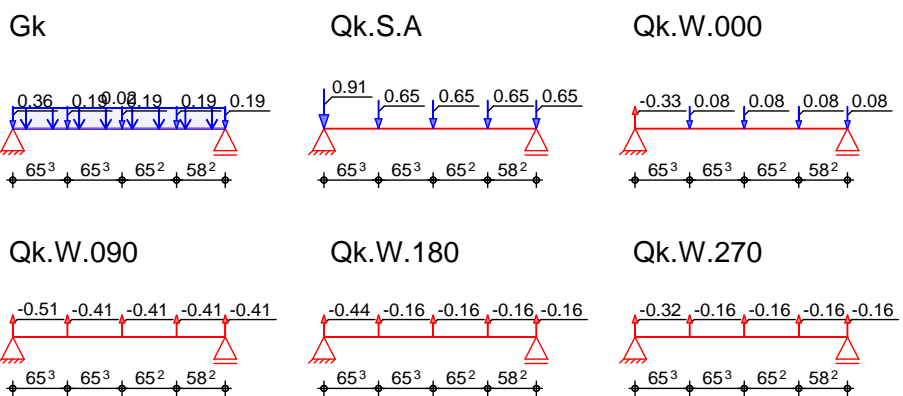 Gk Qk.S.A Qk.W.000
0.36 0.19 0.02 0.19 0.19 0.19
0.91 0.65 0.65 0.65 0.65
-0.33 0.08 0.08 0.08 0.08
65³ 65³ 65² 58²
65³ 65³ 65² 58²
65³ 65³ 65² 58²
Qk.W.090 Qk.W.180 Qk.W.270
-0.51 -0.41 -0.41 -0.41 -0.41
-0.44 -0.16 -0.16 -0.16 -0.16
-0.32 -0.16 -0.16 -0.16 -0.16
65³ 65³ 65² 58²
65³ 65³ 65² 58²
65³ 65³ 65² 58²